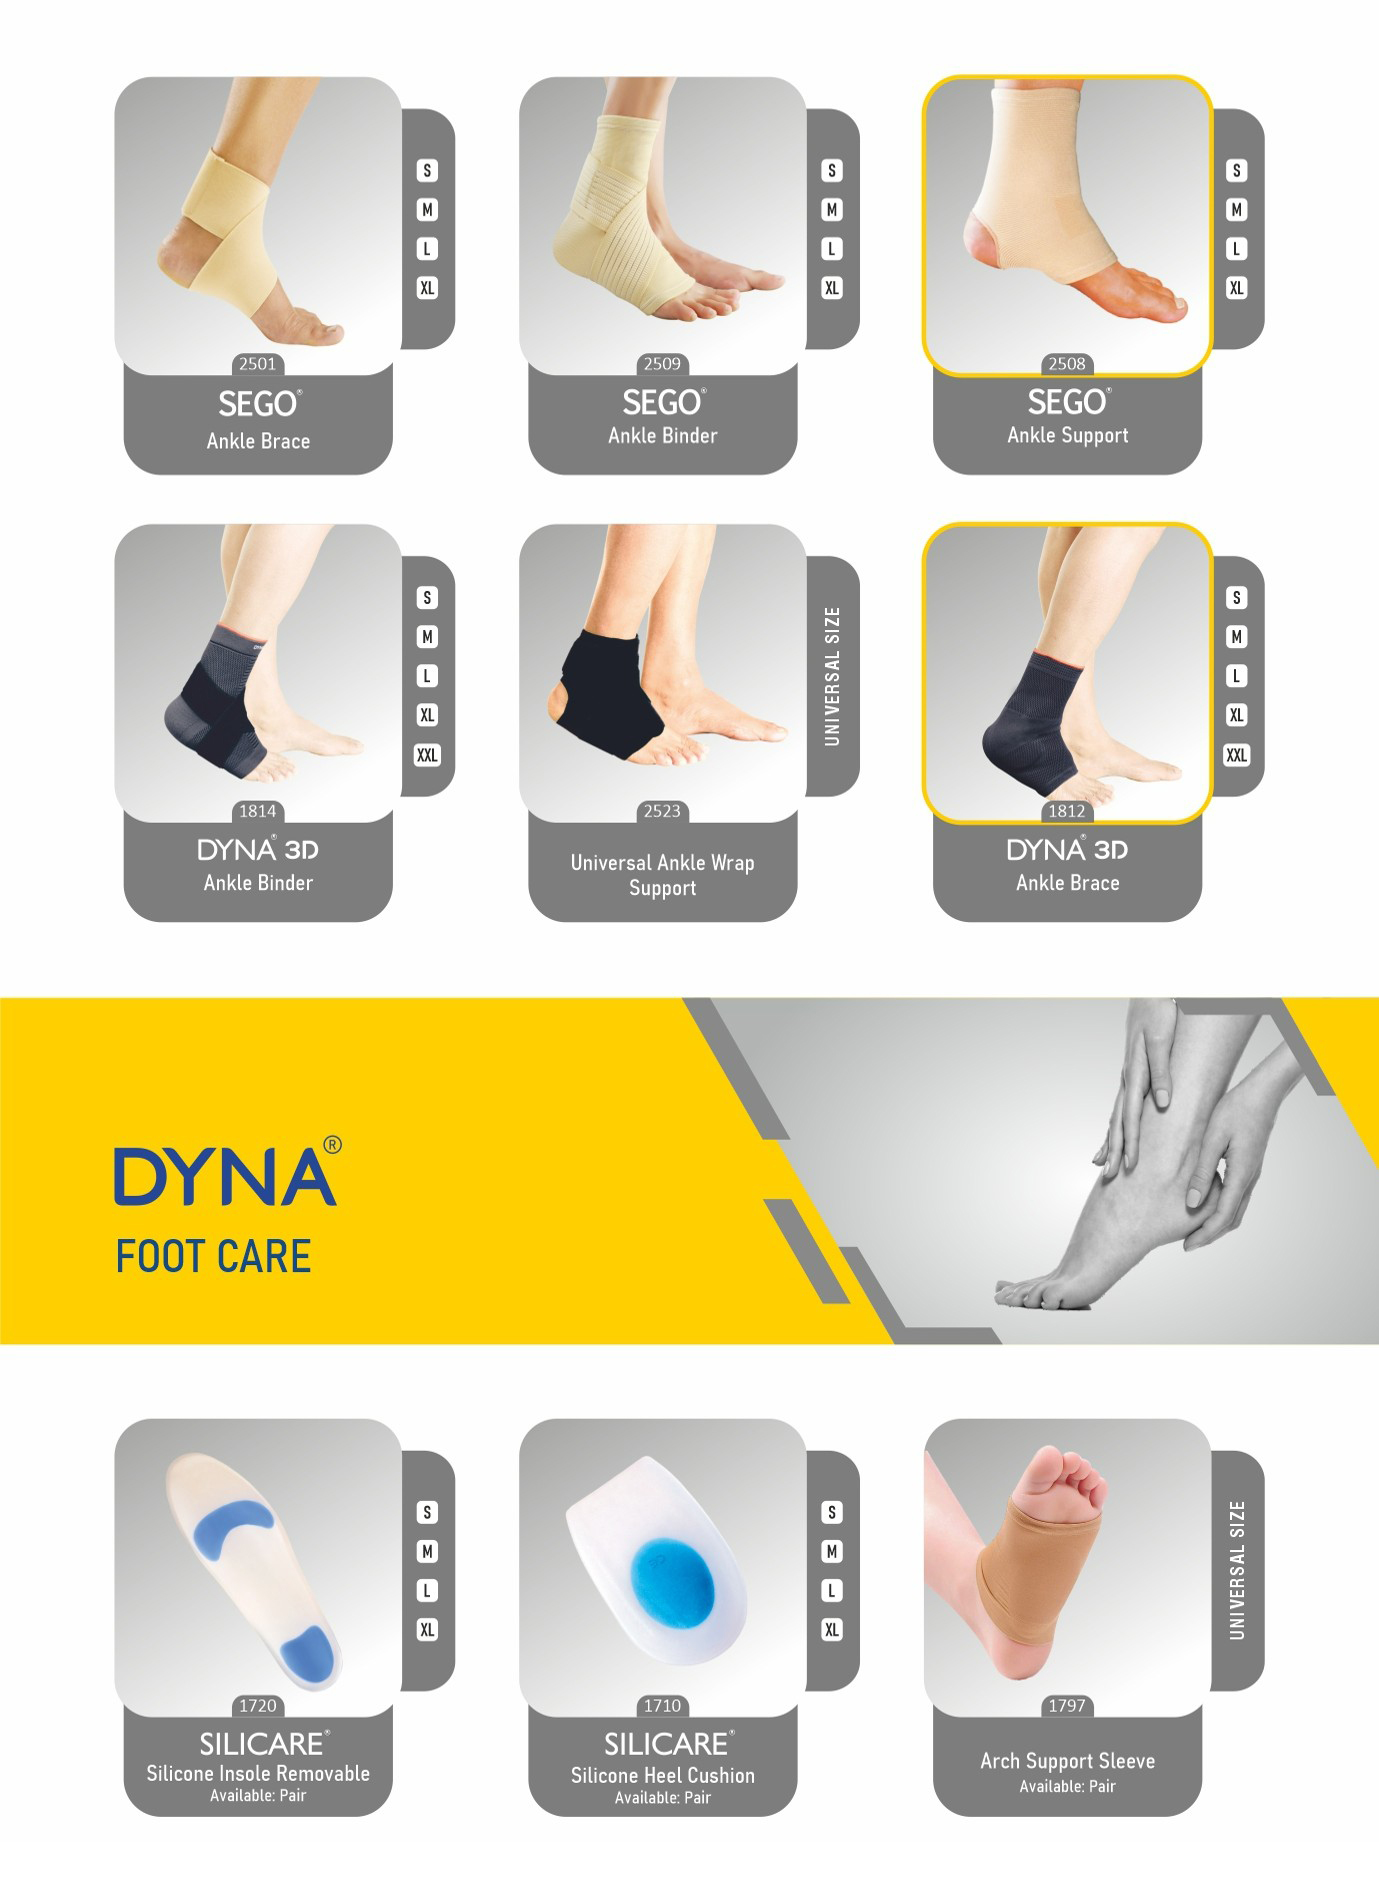 S
M
L
XL
2501
SEGO®
Ankle Brace
S
M
L
XL
2509
SEGO®
Ankle Binder
S
M
L
XL
2508
SEGO®
Ankle Support
S
M
L
XL
XXL
1814
DYNA® 3D
Ankle Binder
UNIVERSAL SIZE
2523
Universal Ankle Wrap
Support
S
M
L
XL
XXL
1812
DYNA® 3D
Ankle Brace
DYNA®
FOOT CARE
S
M
L
XL
1720
SILICARE®
Silicone Insole Removable
Available: Pair
S
M
L
XL
1710
SILICARE®
Silicone Heel Cushion
Available: Pair
UNIVERSAL SIZE
1797
Arch Support Sleeve
Available: Pair